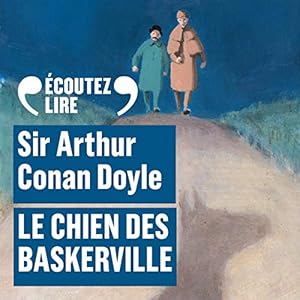 ÉCOUTEZ
LIRE
Sir Arthur
Conan Doyle
LE CHIEN DES
BASKERVILLE